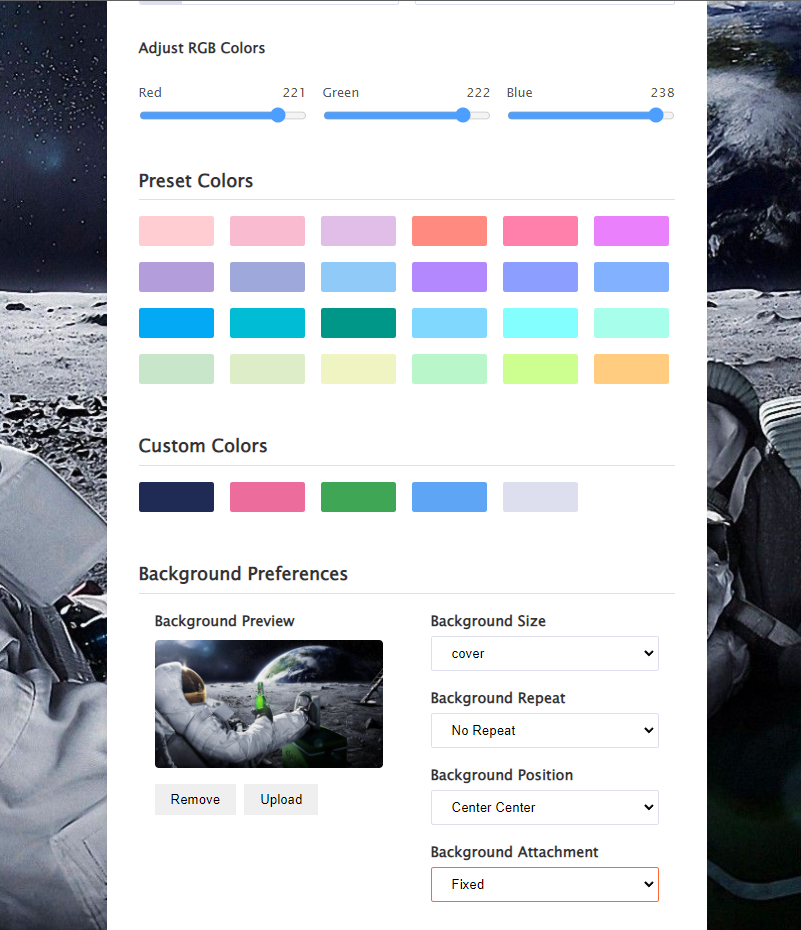 Adjust RGB Colors
Red 221 Green 222 Blue 238
Preset Colors
Custom Colors
Background Preferences
Background Preview
Remove Upload
Background Size
cover
Background Repeat
No Repeat
Background Position
Center Center
Background Attachment
Fixed